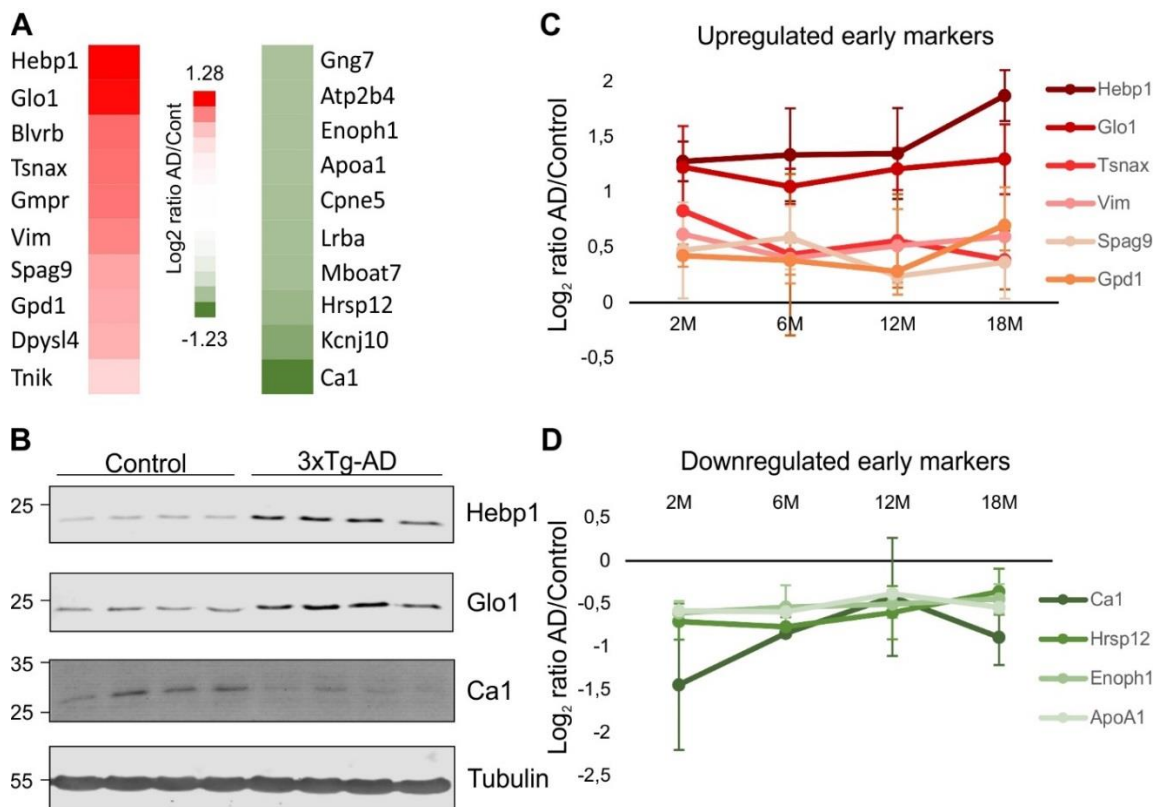 A
Hebp1
Glo1
Blvrb
Tsnax
Gmpr
Vim
Spag9
Gpd1
Dpysl4
Tnik
1.28
Log2 ratio AD/Cont
-1.23
Gng7
Atp2b4
Enoph1
Apoa1
Cpne5
Lrba
Mboat7
Hrsp12
Kcnj10
Ca1
B
Control 3xTg-AD
25
Hebp1
25
Glo1
35
25
Ca1
55
Tubulin
C
Upregulated early markers
Log2 ratio AD/Control
2
1,5
1
0,5
0
-0,5
2M 6M 12M 18M
Hebp1
Glo1
Tsnax
Vim
Spag9
Gpd1
D
Downregulated early markers
2M 6M 12M 18M
Log2 ratio AD/Control
0,5
0
-0,5
-1
-1,5
-2
-2,5
Ca1
Hrsp12
Enoph1
ApoA1